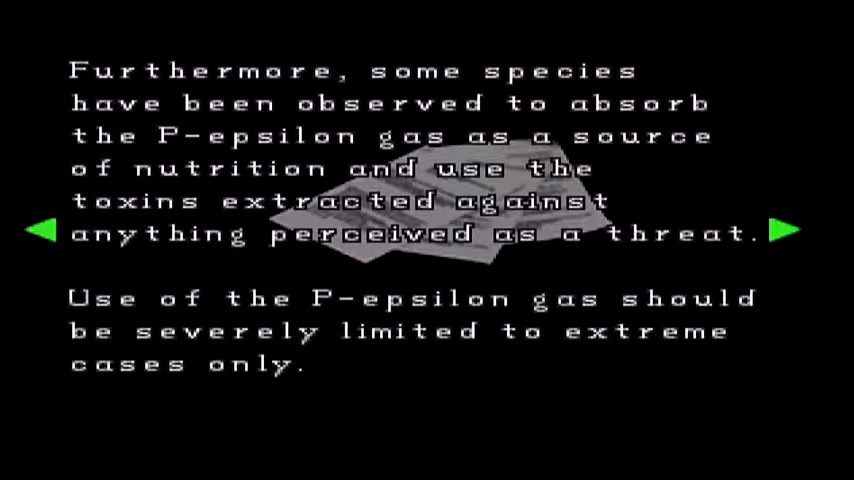 Furthermore, some species
have been observed to absorb
the P-epsilon gas as a source
of nutrition and use the
toxins extracted against
anything perceived as a threat.
Use of the P-epsilon gas should
be severely limited to extreme
cases only.